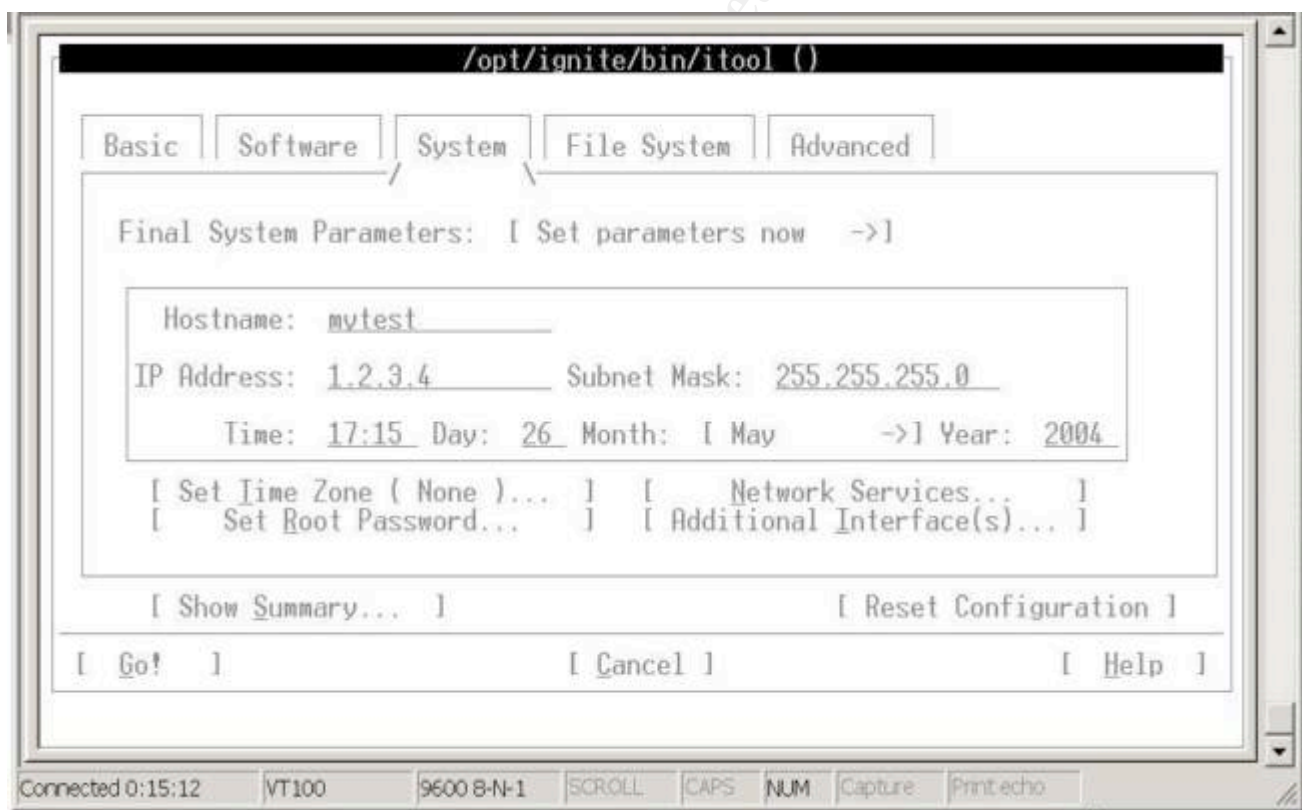 /opt/ignite/bin/itool ()
Basic Software System File System Advanced
Final System Parameters: [ Set parameters now ->]
Hostname: mytest
IP Address: 1.2.3.4 Subnet Mask: 255.255.255.0
Time: 17:15 Day: 26 Month: [ May ->] Year: 2004
[ Set Time Zone ( None )... ] [ Network Services... ]
[ Set Root Password... ] [ Additional Interface(s)... ]
[ Show Summary... ] [ Reset Configuration ]
[ Go! ] [ Cancel ] [ Help ]
Connected 0:15:12 VT100 9600 8-N-1 SCROLL CAPS NUM Capture Print echo